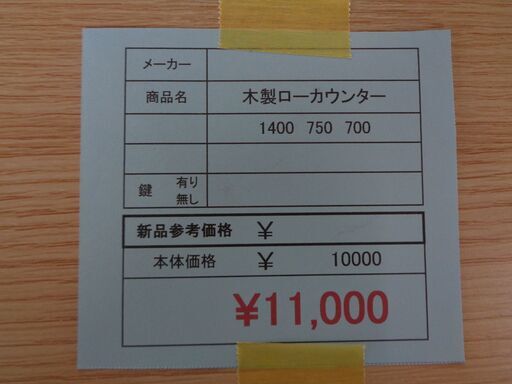 メーカー
商品名 木製ローカウンター
1400 750 700
鍵 有り
無し
新品参考価格 ¥
本体価格 ¥ 10000
¥11,000